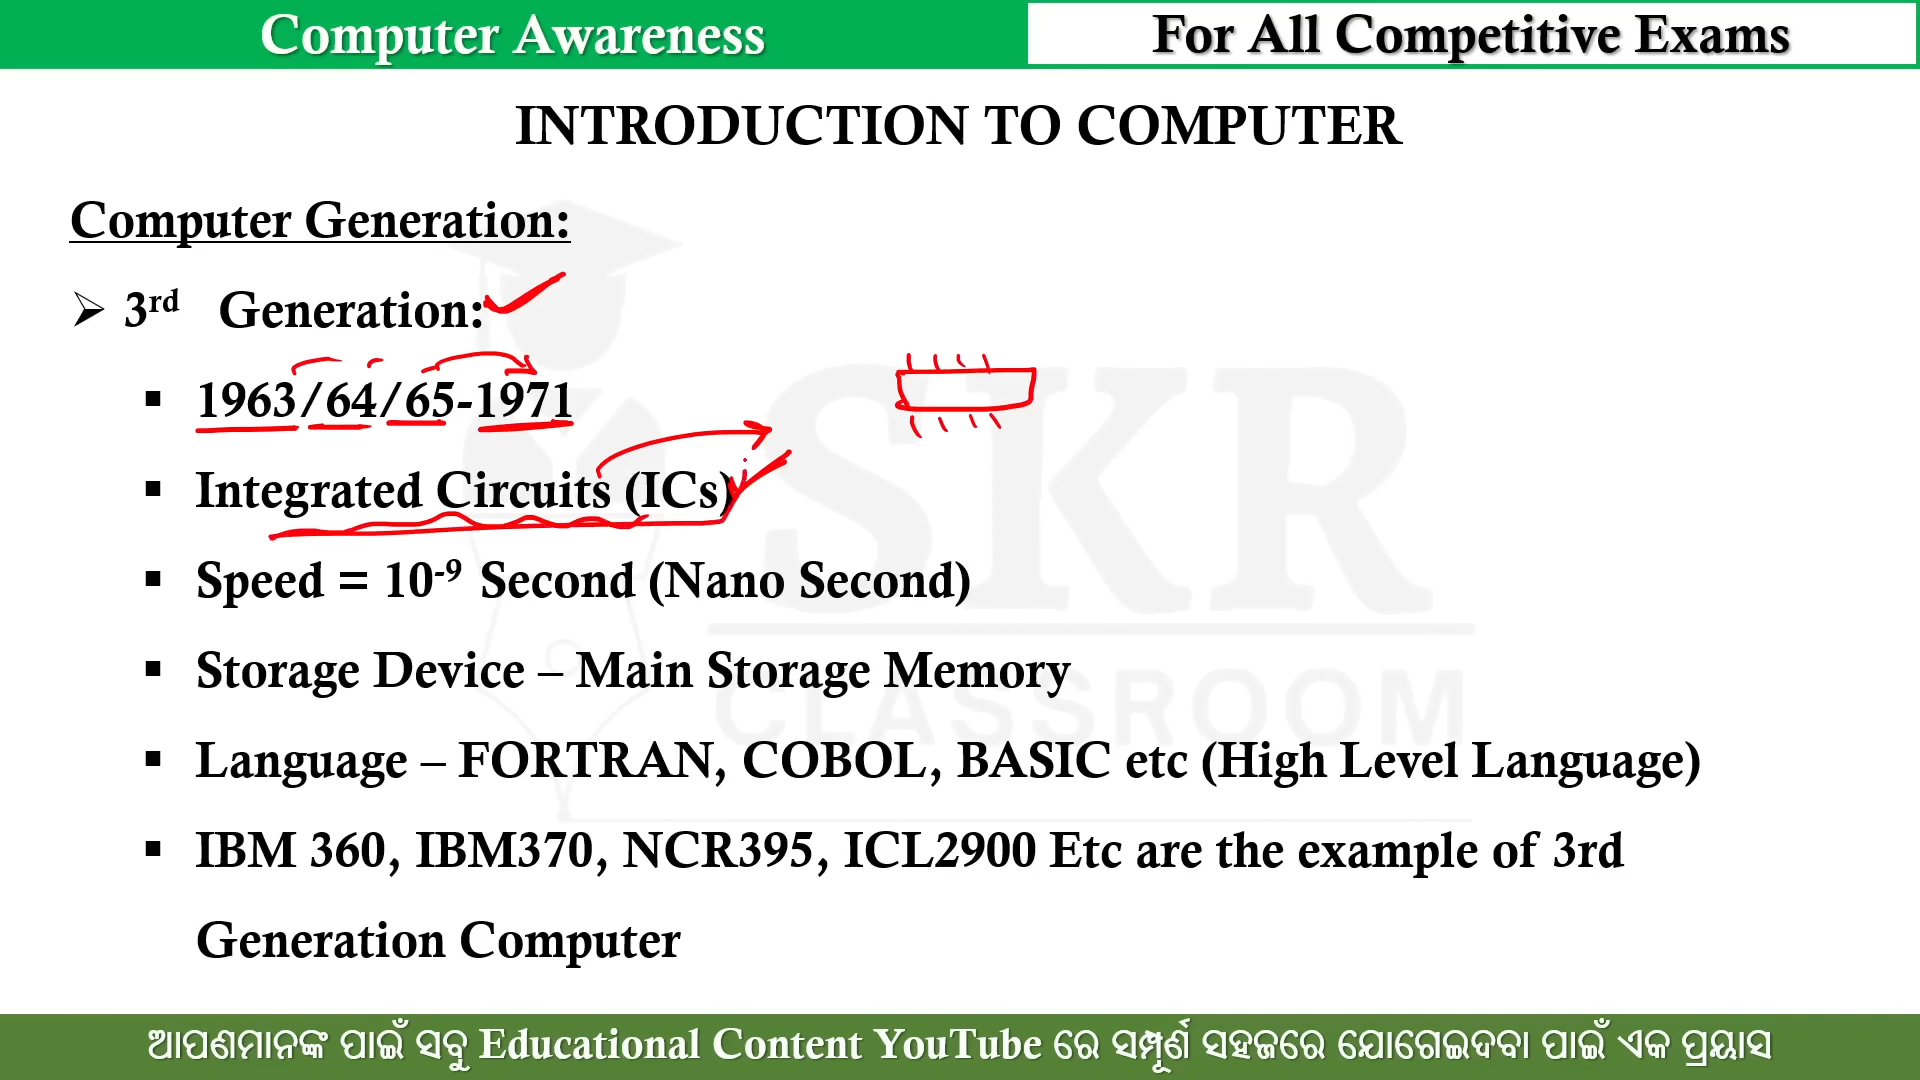 Computer Awareness
For All Competitive Exams
INTRODUCTION TO COMPUTER
Computer Generation:
➢ 3rd Generation:
▪ 1963/64/65-1971
▪ Integrated Circuits (ICs)
▪ Speed = 10-9 Second (Nano Second)
▪ Storage Device – Main Storage Memory
▪ Language – FORTRAN, COBOL, BASIC etc (High Level Language)
▪ IBM 360, IBM370, NCR395, ICL2900 Etc are the example of 3rd
Generation Computer
SKR
CLASSROOM
ଆପଣମାନଙ୍କ ପାଇଁ ସବୁ Educational Content YouTube ରେ ସମ୍ପୂର୍ଣ ସହଜରେ ଯୋଗେଇଦବା ପାଇଁ ଏକ ପ୍ରୟାସ